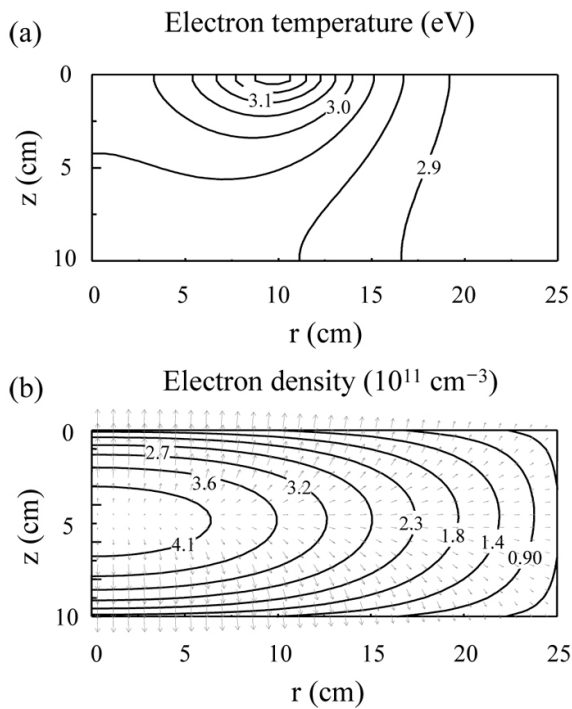 (a) Electron temperature (eV)
0
3.1
3.0
5
2.9
z (cm)
10
0 5 10 15 20 25
r (cm)
(b) Electron density (10¹¹ cm⁻³)
0
2.7
3.6
3.2
5
4.1
2.3
1.8
1.4
0.90
z (cm)
10
0 5 10 15 20 25
r (cm)